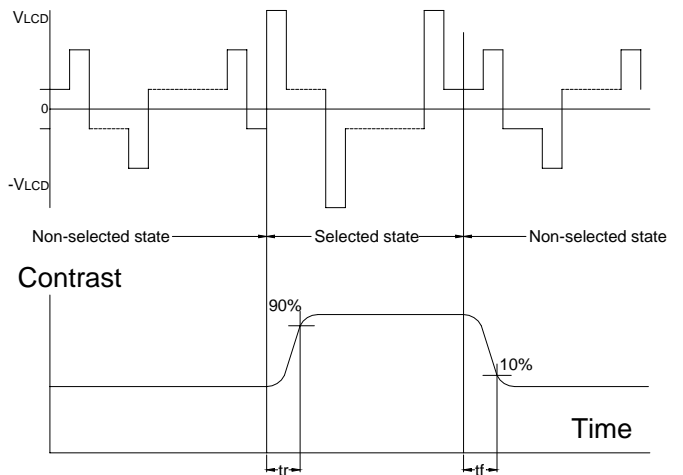 VLCD
0
-VLCD
Non-selected state
Selected state
Non-selected state
Contrast
90%
10%
Time
tr
tf